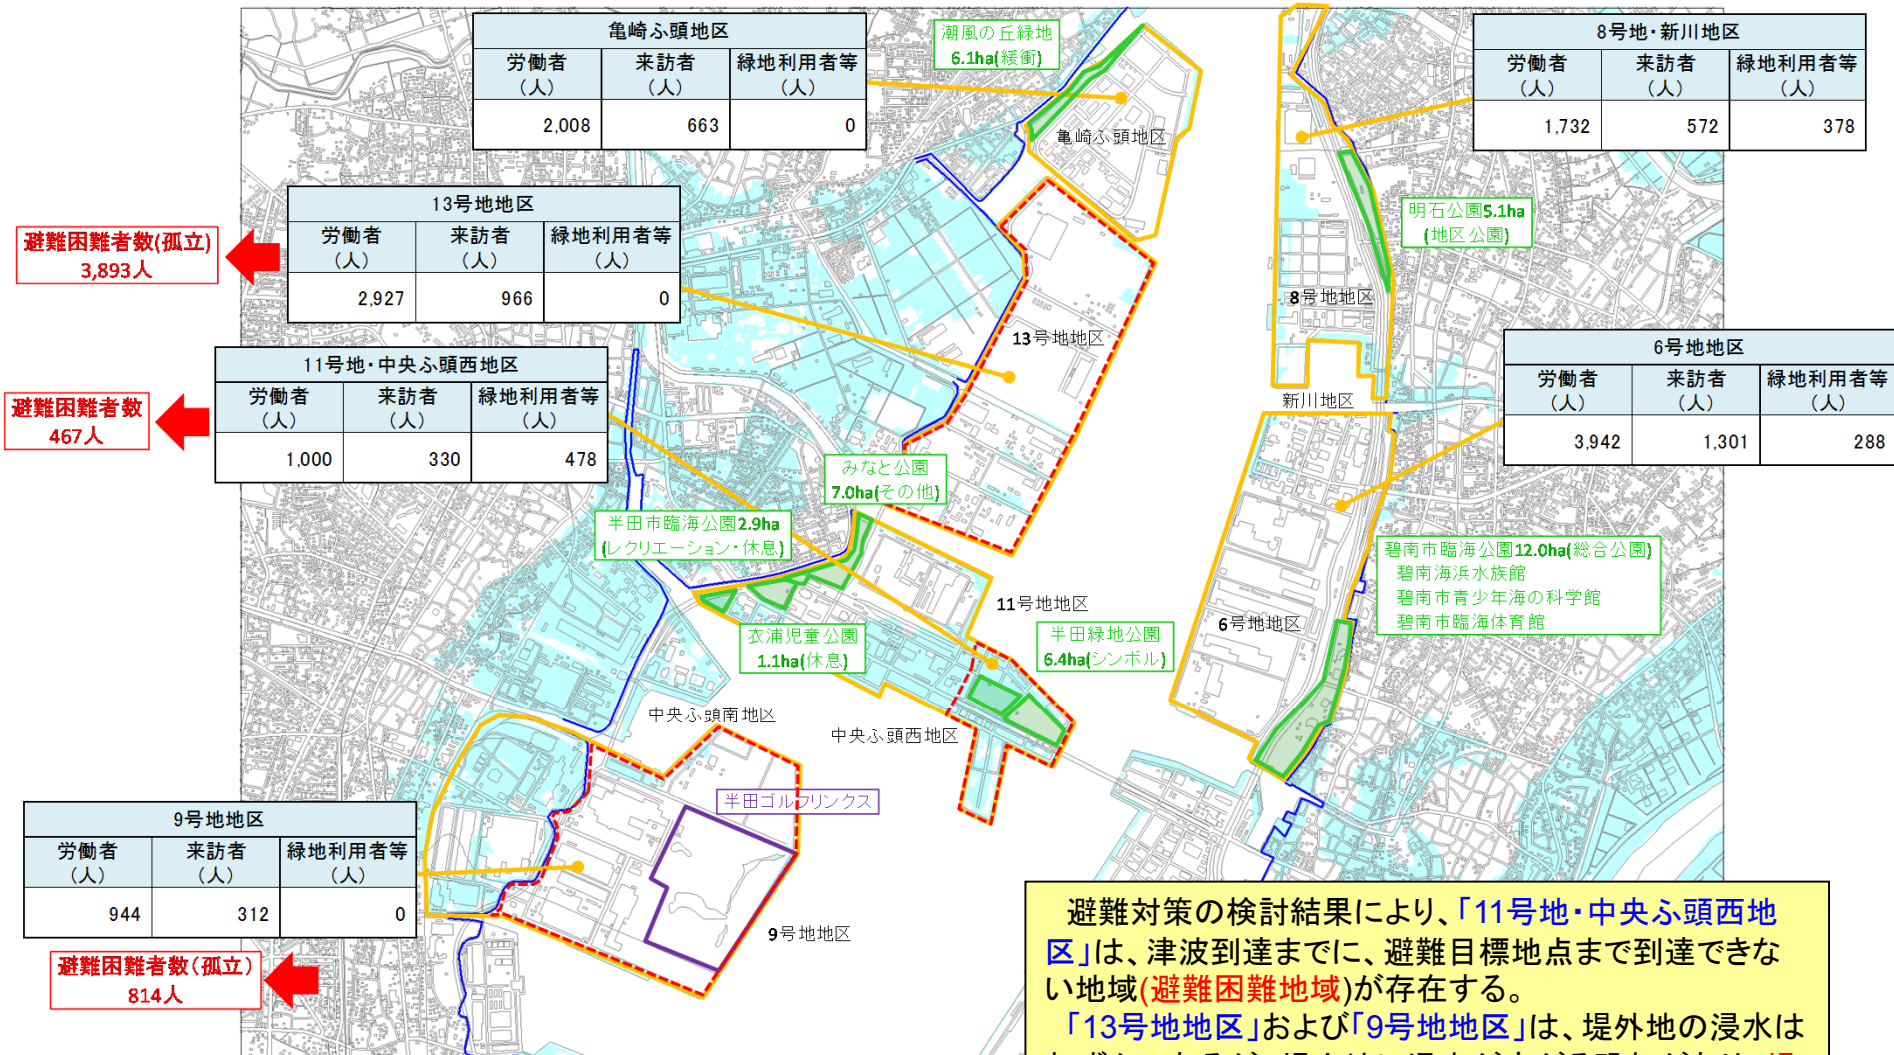 亀崎ふ頭地区
労働者 来訪者 緑地利用者等
(人) (人) (人)
2,008 663 0
潮風の丘緑地
6.1ha(緩衝)
亀崎ふ頭地区
8号地・新川地区
労働者 来訪者 緑地利用者等
(人) (人) (人)
1,732 572 378
明石公園5.1ha
(地区公園)
8号地地区
新川地区
避難困難者数(孤立)
3,893人
13号地地区
労働者 来訪者 緑地利用者等
(人) (人) (人)
2,927 966 0
13号地地区
避難困難者数
467人
11号地・中央ふ頭西地区
労働者 来訪者 緑地利用者等
(人) (人) (人)
1,000 330 478
6号地地区
労働者 来訪者 緑地利用者等
(人) (人) (人)
3,942 1,301 288
みなと公園
7.0ha(その他)
半田市臨海公園2.9ha
(レクリエーション・休息)
衣浦児童公園
1.1ha(休息)
11号地地区
半田緑地公園
6.4ha(シンボル)
6号地地区
碧南市臨海公園12.0ha(総合公園)
碧南海浜水族館
碧南市青少年海の科学館
碧南市臨海体育館
中央ふ頭南地区
中央ふ頭西地区
半田ゴルフリンクス
9号地地区
労働者 来訪者 緑地利用者等
(人) (人) (人)
944 312 0
9号地地区
避難困難者数(孤立)
814人
避難対策の検討結果により、「11号地・中央ふ頭西地
区」は、津波到達までに、避難目標地点まで到達できな
い地域(避難困難地域)が存在する。
「13号地地区」および「9号地地区」は、堤外地の浸水は